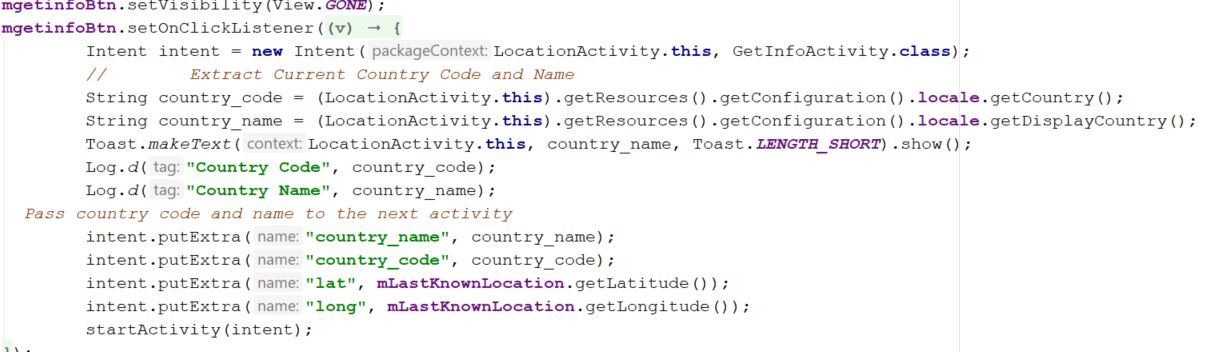 mgetinfoBtn.setVisibility(View.GONE);
mgetinfoBtn.setOnClickListener((v) → {
Intent intent = new Intent( packageContext: LocationActivity.this, GetInfoActivity.class);
// Extract Current Country Code and Name
String country_code = (LocationActivity.this).getResources().getConfiguration().locale.getCountry();
String country_name = (LocationActivity.this).getResources().getConfiguration().locale.getDisplayCountry();
Toast.makeText( context: LocationActivity.this, country_name, Toast.LENGTH_SHORT).show();
Log.d( tag: "Country Code", country_code);
Log.d( tag: "Country Name", country_name);
Pass country code and name to the next activity
intent.putExtra( name: "country_name", country_name);
intent.putExtra( name: "country_code", country_code);
intent.putExtra( name: "lat", mLastKnownLocation.getLatitude());
intent.putExtra( name: "long", mLastKnownLocation.getLongitude());
startActivity(intent);
});